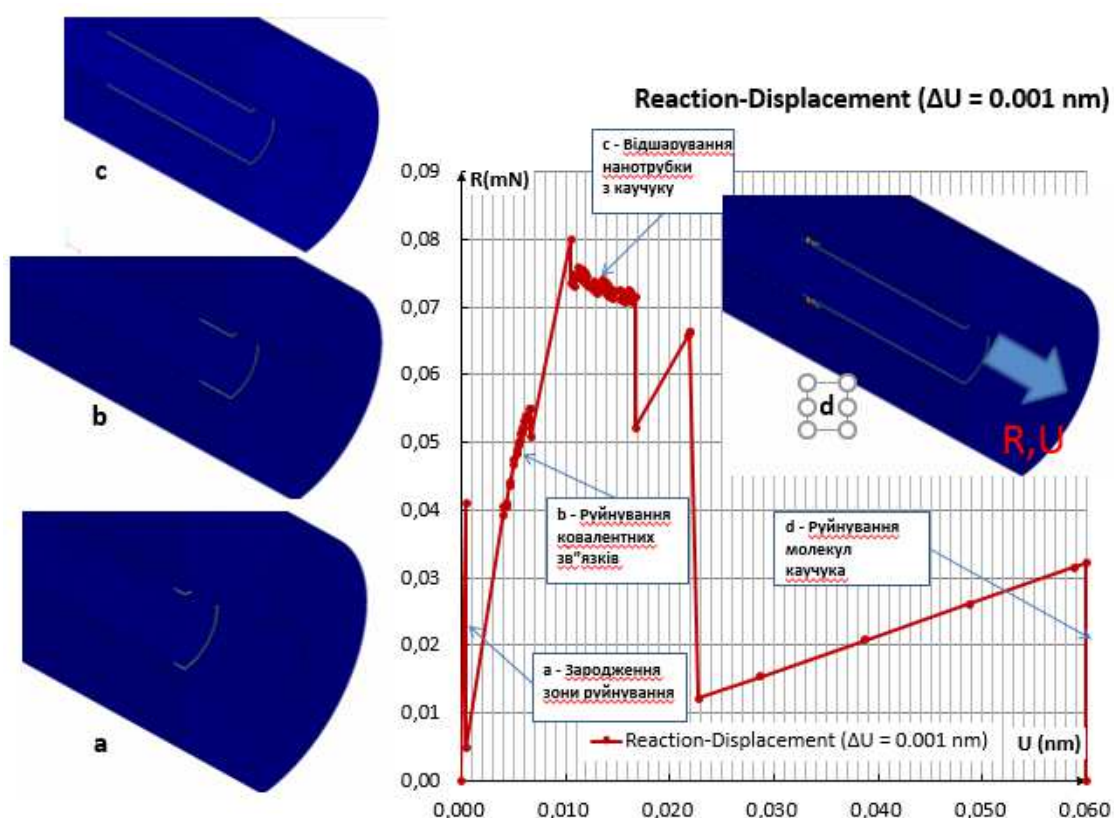 Reaction-Displacement (ΔU = 0.001 nm)
c - Відшарування
нанотрубки
з каучуку
0,09
R(mN)
0,08
0,07
0,06
0,05
0,04
0,03
0,02
0,01
0,00
c
b
a
d
R,U
b - Руйнування
ковалентних
зв"язків
d - Руйнування
молекул
каучука
a - Зародження
зони руйнування
Reaction-Displacement (ΔU = 0.001 nm)
U (nm)
0,000
0,010
0,020
0,030
0,040
0,050
0,060